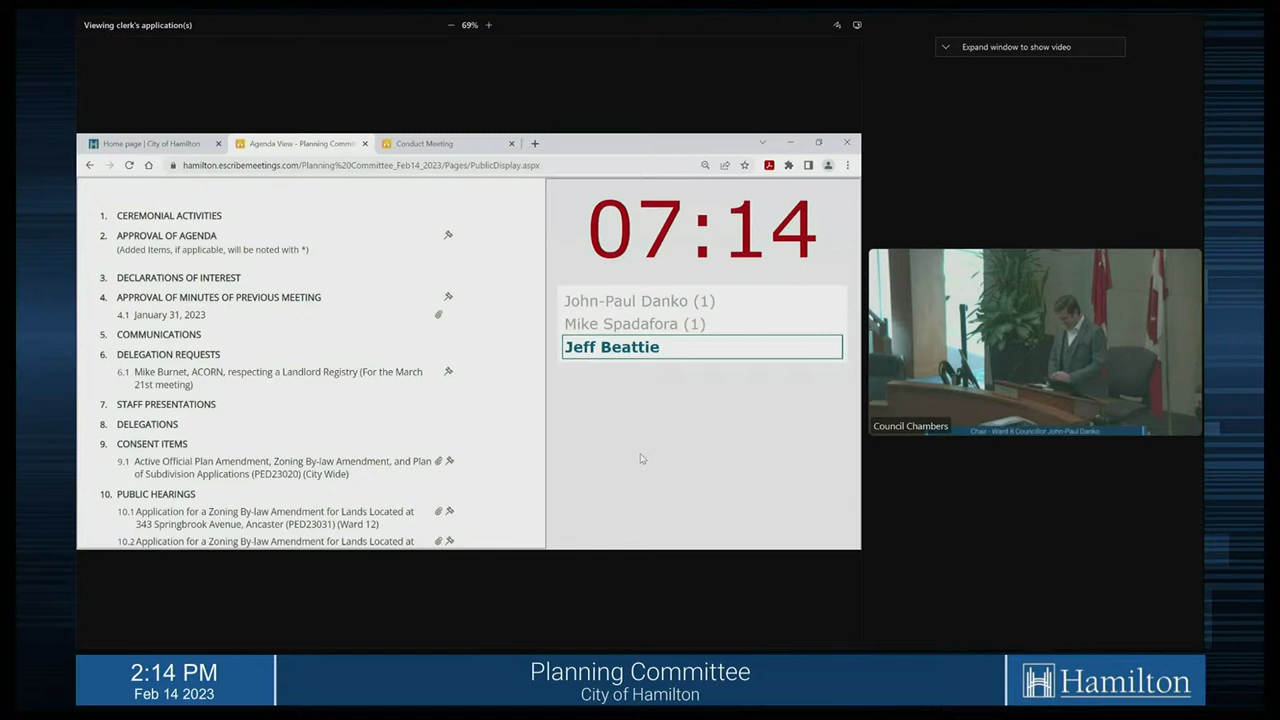 Viewing clerk's application(s)
69%
Expand window to show video
Home page | City of Hamilton
Agenda View - Planning Commit
Conduct Meeting
hamilton.escribemeetings.com/Planning%20Committee_Feb14_2023/Pages/PublicDisplay.aspx
1. CEREMONIAL ACTIVITIES
2. APPROVAL OF AGENDA
(Added Items, if applicable, will be noted with *)
3. DECLARATIONS OF INTEREST
4. APPROVAL OF MINUTES OF PREVIOUS MEETING
4.1 January 31, 2023
5. COMMUNICATIONS
6. DELEGATION REQUESTS
6.1 Mike Burnet, ACORN, respecting a Landlord Registry (For the March
21st meeting)
7. STAFF PRESENTATIONS
8. DELEGATIONS
9. CONSENT ITEMS
9.1 Active Official Plan Amendment, Zoning By-law Amendment, and Plan
of Subdivision Applications (PED23020) (City Wide)
10. PUBLIC HEARINGS
10.1 Application for a Zoning By-law Amendment for Lands Located at
343 Springbrook Avenue, Ancaster (PED23031) (Ward 12)
10.2 Application for a Zoning By-law Amendment for Lands Located at
07:14
John-Paul Danko (1)
Mike Spadafora (1)
Jeff Beattie
Council Chambers
Chair - Ward 8 Councillor John-Paul Danko
2:14 PM
Feb 14 2023
Planning Committee
City of Hamilton
Hamilton